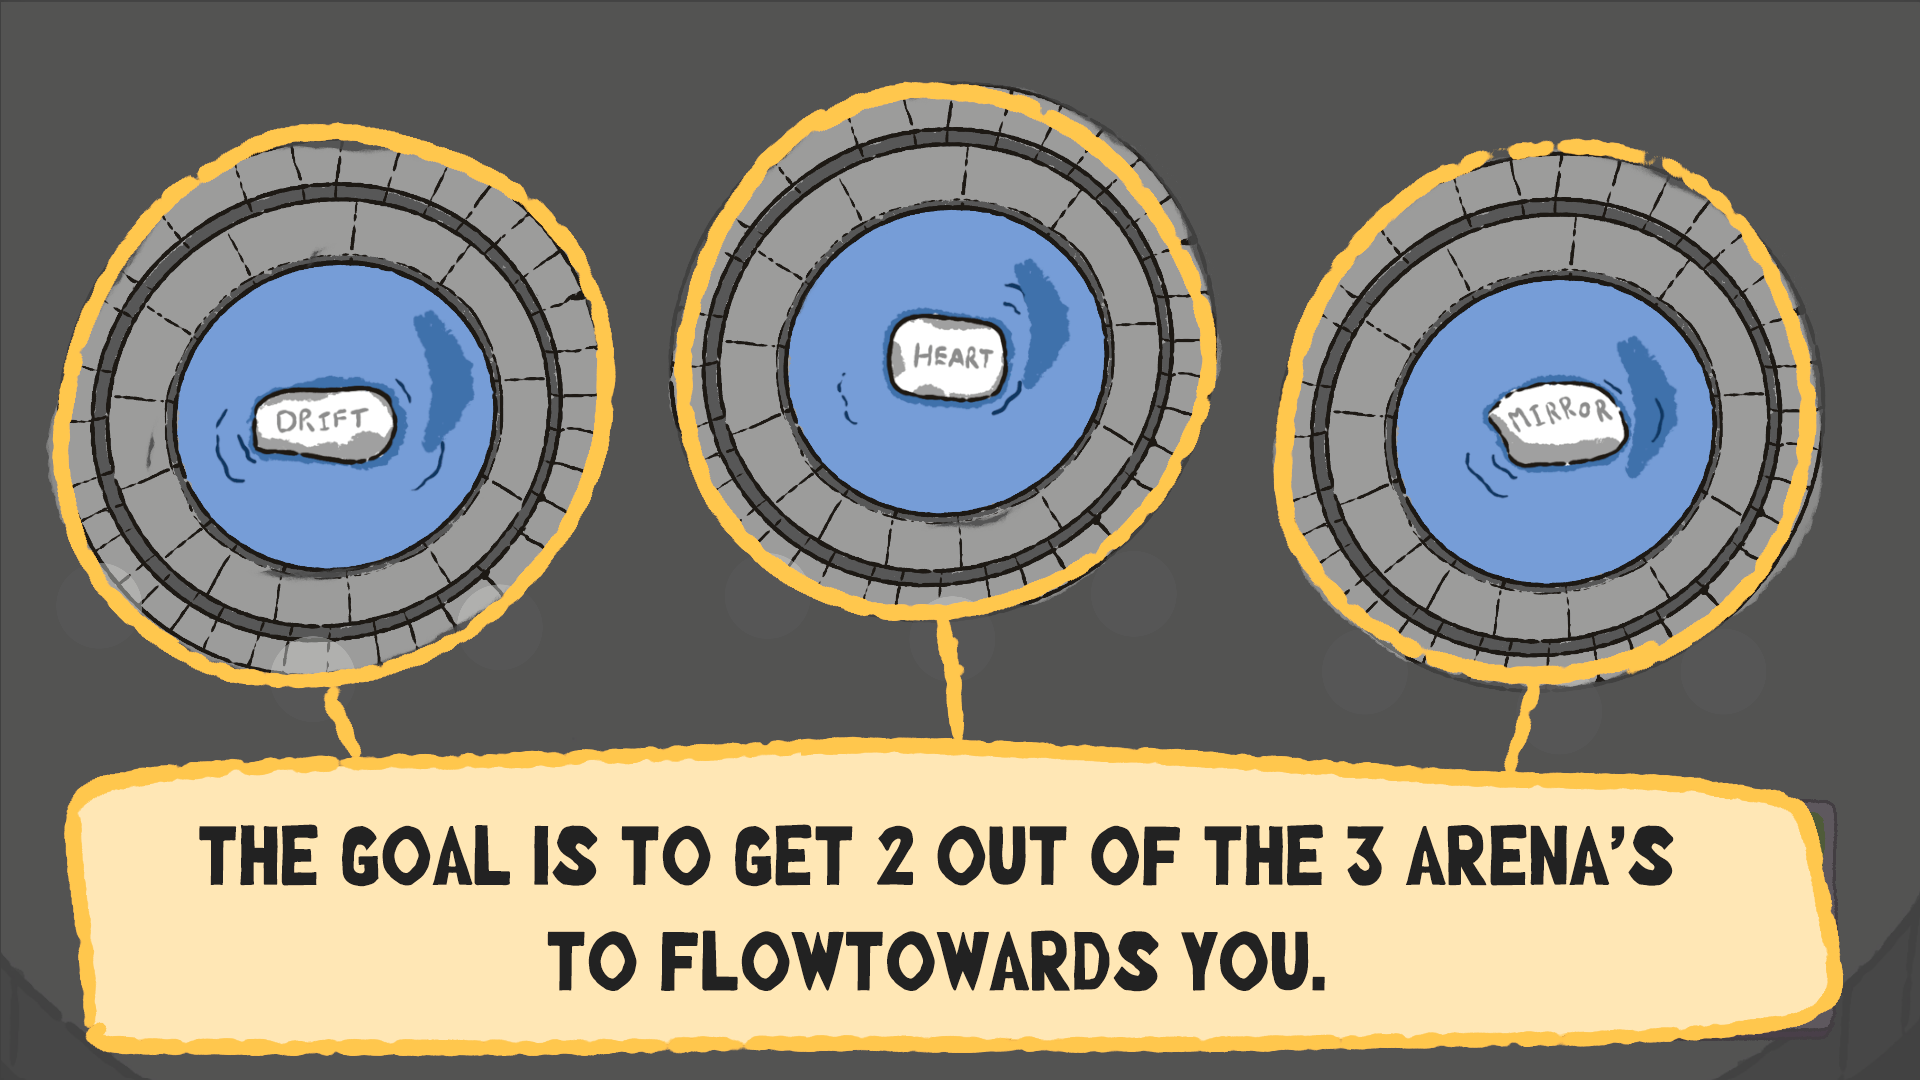 DRIFT
HEART
MIRROR
THE GOAL IS TO GET 2 OUT OF THE 3 ARENA'S
TO FLOWTOWARDS YOU.